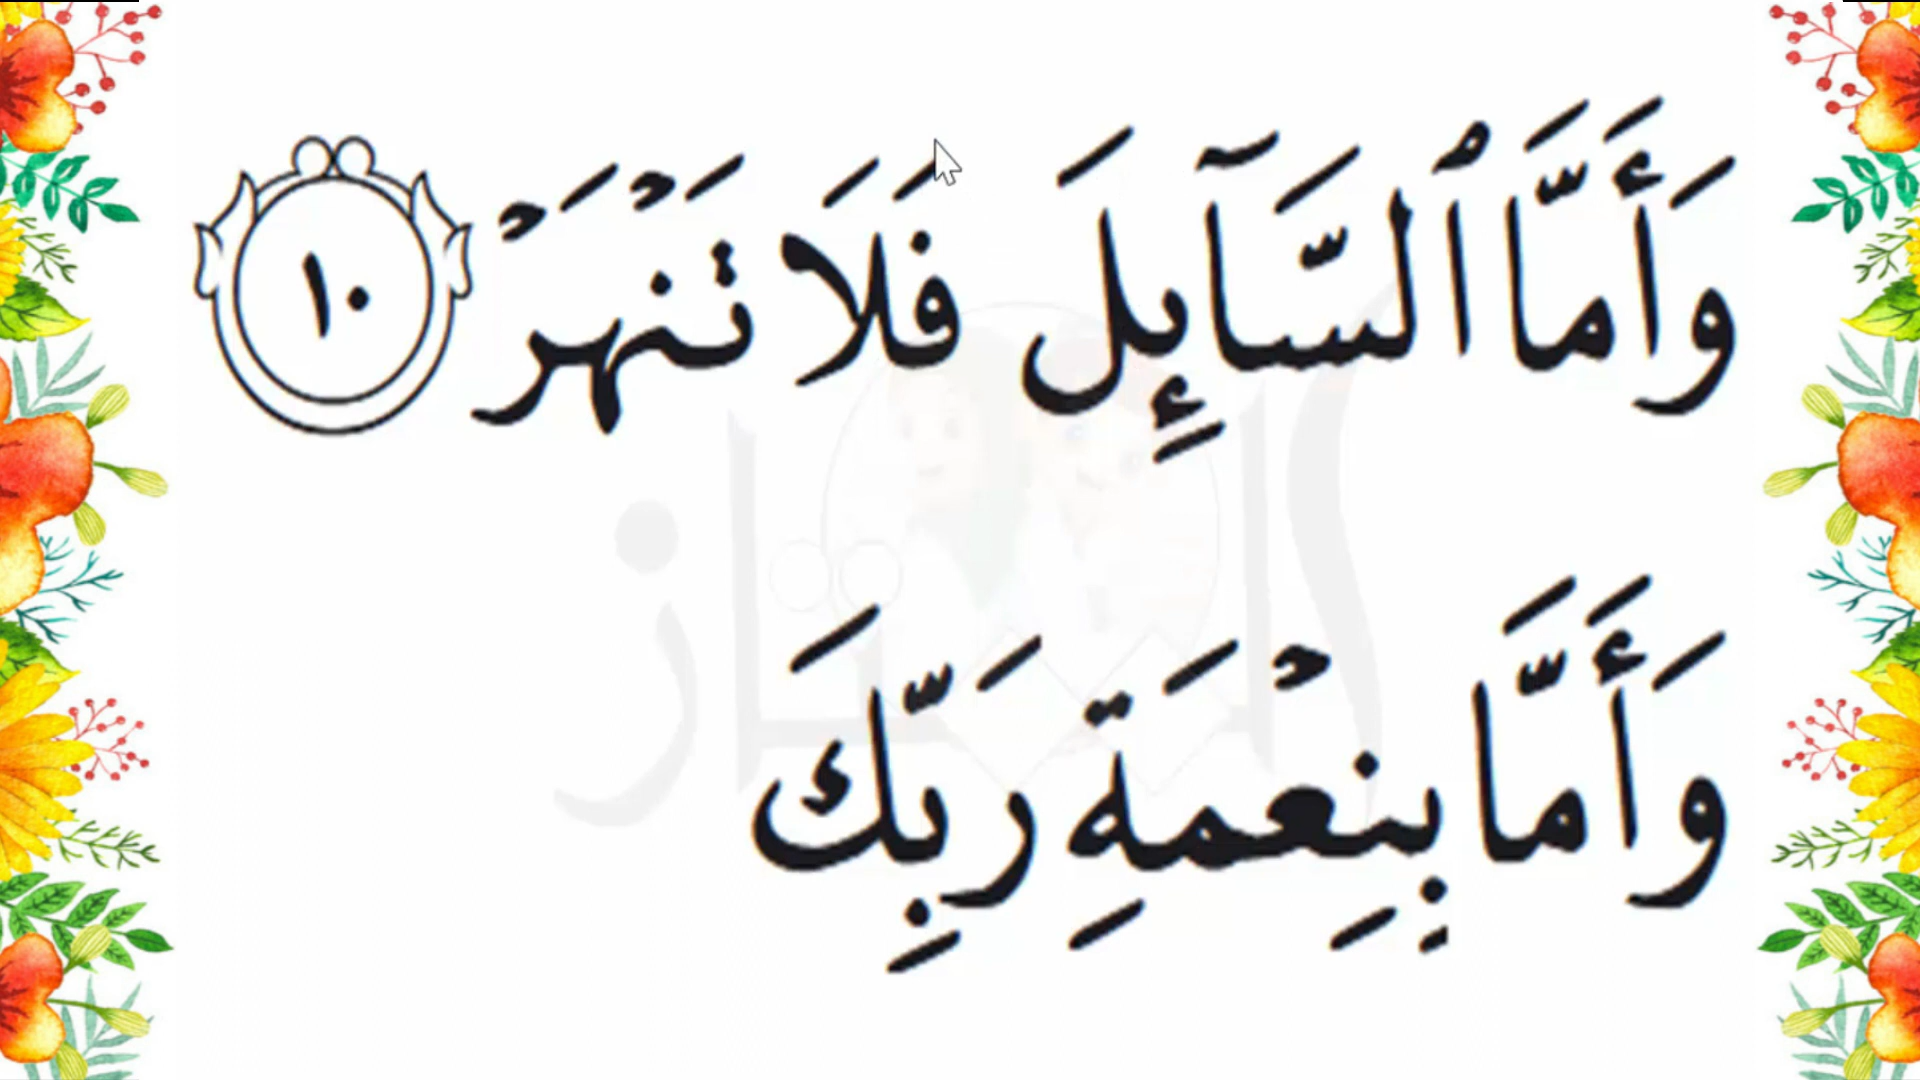 وَأَمَّا ٱلسَّآئِلَ فَلَا تَنۡهَرۡ ١٠
وَأَمَّا بِنِعۡمَةِ رَبِّكَ